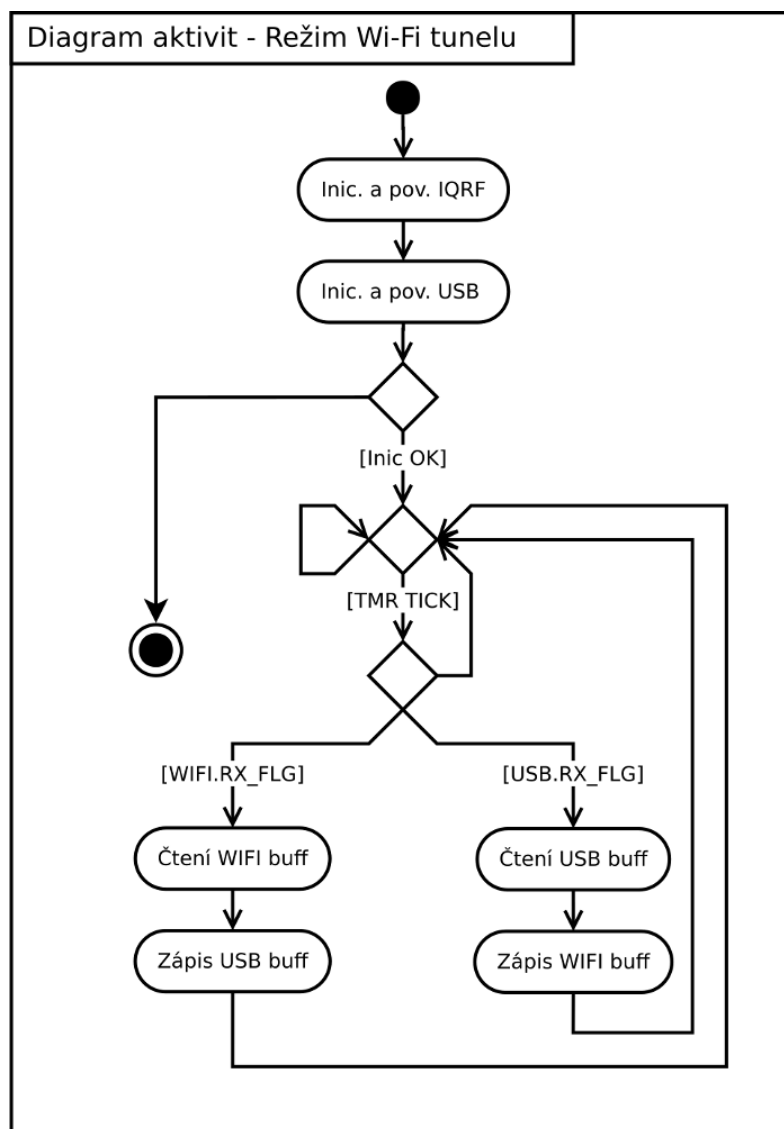 Diagram aktivit - Režim Wi-Fi tunelu
Inic. a pov. IQRF
Inic. a pov. USB
[Inic OK]
[TMR TICK]
[WIFI.RX_FLG]
[USB.RX_FLG]
Čtení WIFI buff
Čtení USB buff
Zápis USB buff
Zápis WIFI buff